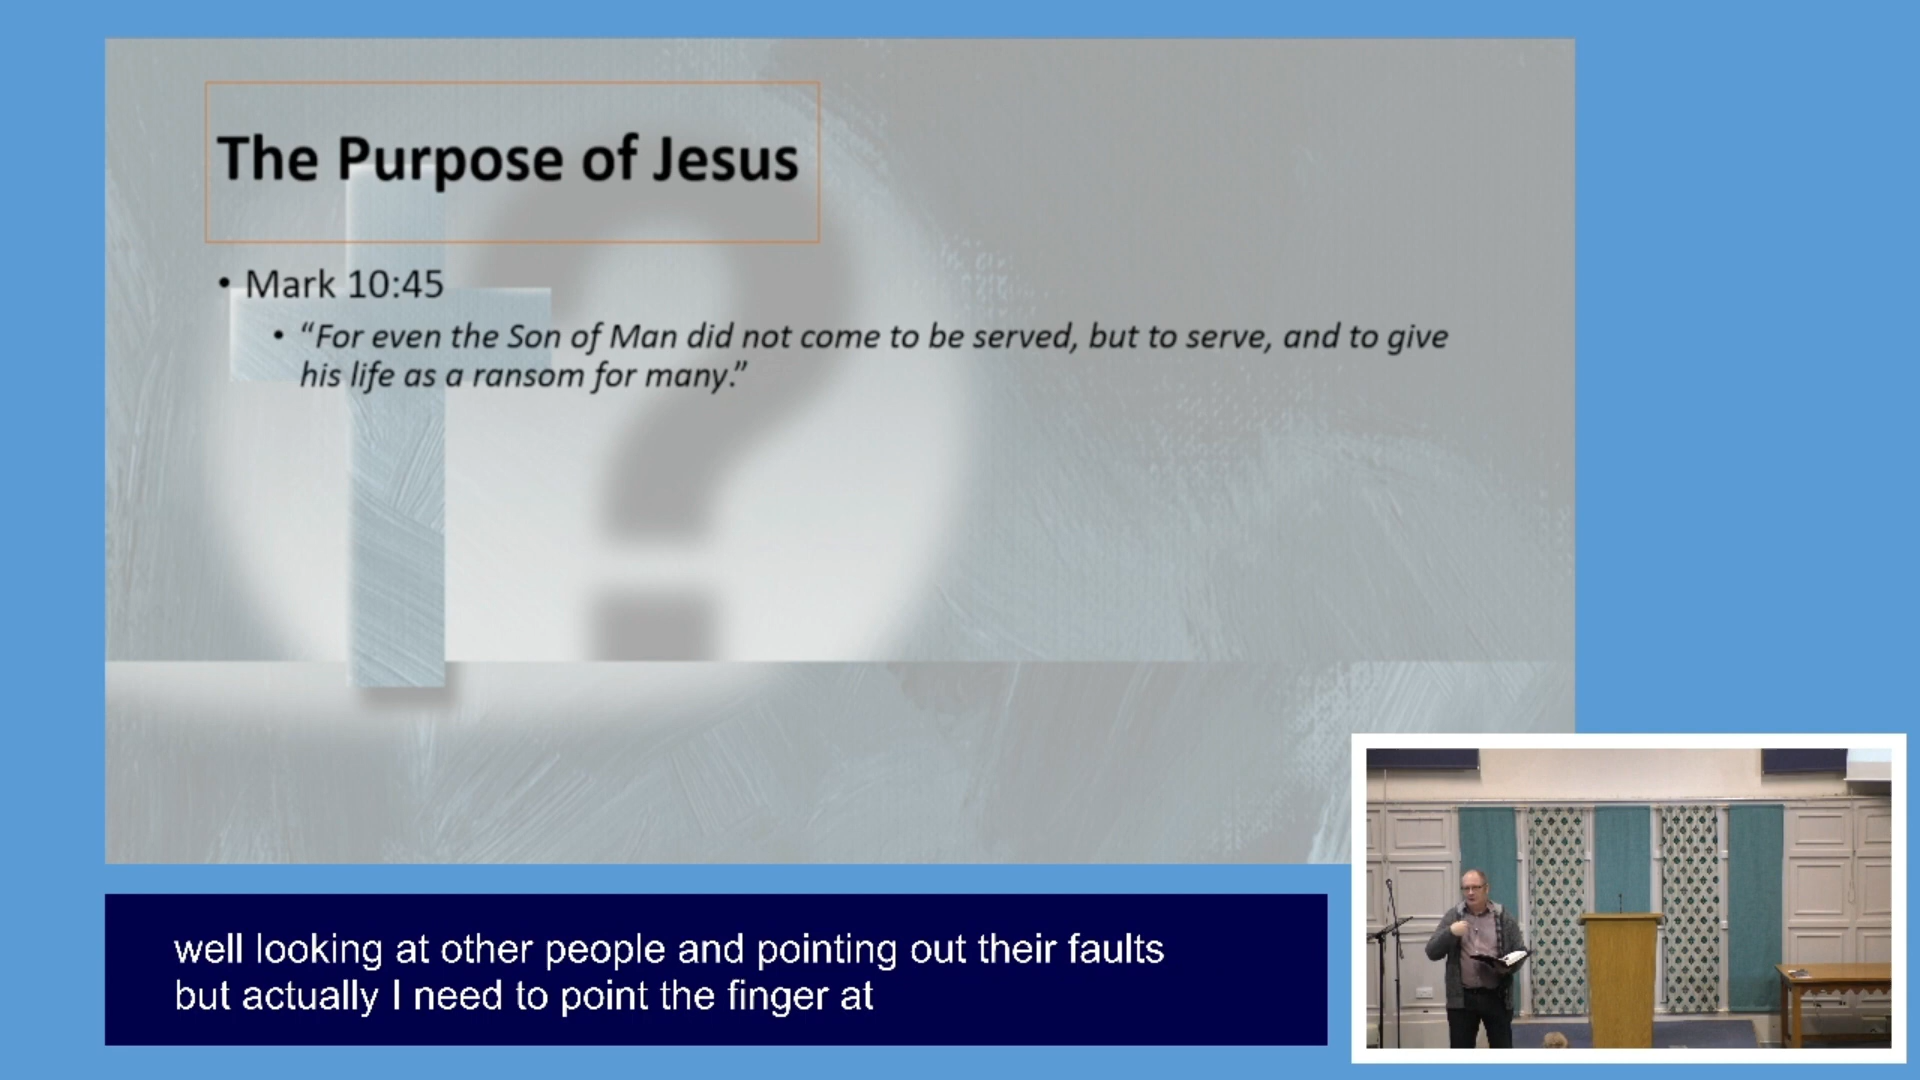 The Purpose of Jesus
• Mark 10:45
• “For even the Son of Man did not come to be served, but to serve, and to give
his life as a ransom for many.”
well looking at other people and pointing out their faults
but actually I need to point the finger at